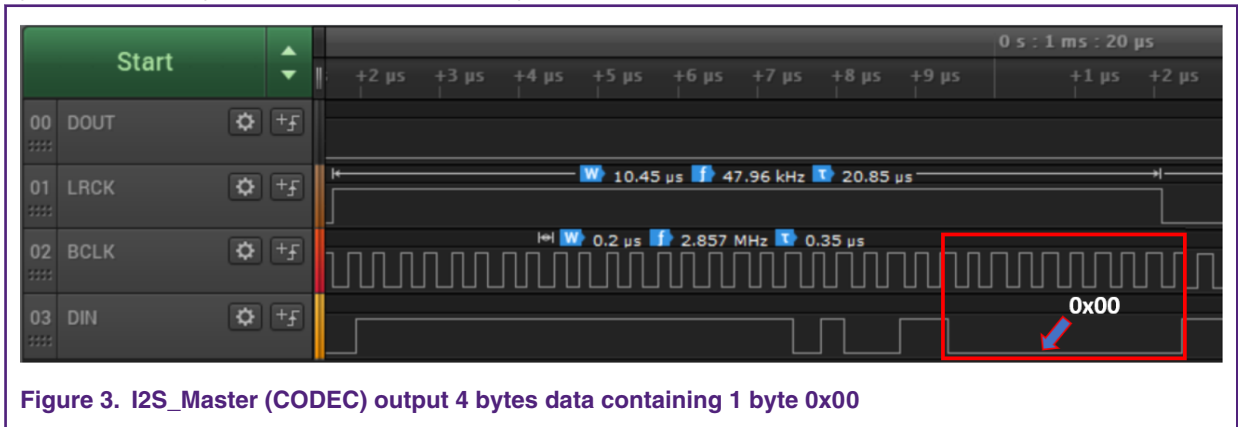 Start
0 s : 1 ms : 20 µs
+2 µs +3 µs +4 µs +5 µs +6 µs +7 µs +8 µs +9 µs +1 µs +2 µs
00 DOUT
01 LRCK
W 10.45 µs f 47.96 kHz τ 20.85 µs
02 BCLK
W 0.2 µs f 2.857 MHz τ 0.35 µs
03 DIN
0x00
Figure 3. I2S_Master (CODEC) output 4 bytes data containing 1 byte 0x00